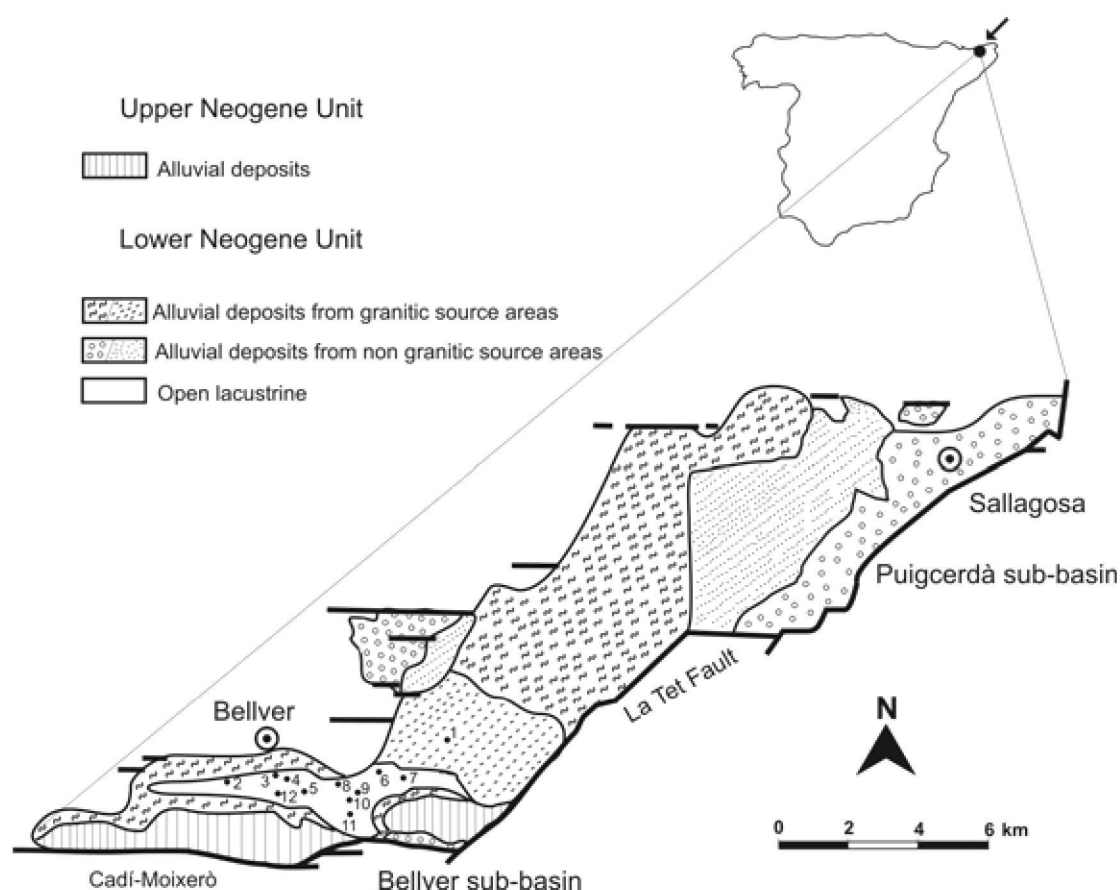 Upper Neogene Unit
Alluvial deposits
Lower Neogene Unit
Alluvial deposits from granitic source areas
Alluvial deposits from non granitic source areas
Open lacustrine
Sallagosa
Puigcerdà sub-basin
La Tet Fault
Bellver
1
2
3
4
5
6
7
8
9
10
11
12
N
0 2 4 6 km
Cadí-Moixerò
Bellver sub-basin